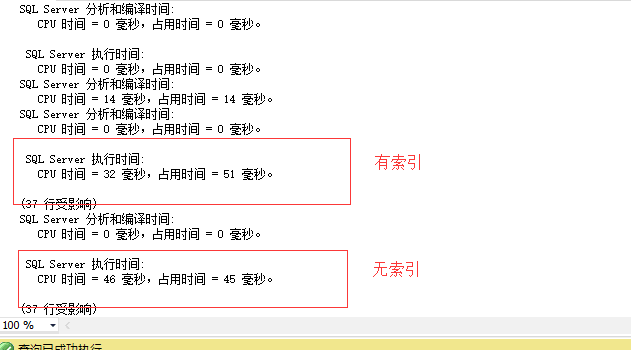 SQL Server 分析和编译时间:
CPU 时间 = 0 毫秒，占用时间 = 0 毫秒。
SQL Server 执行时间:
CPU 时间 = 0 毫秒，占用时间 = 0 毫秒。
SQL Server 分析和编译时间:
CPU 时间 = 14 毫秒，占用时间 = 14 毫秒。
SQL Server 分析和编译时间:
CPU 时间 = 0 毫秒，占用时间 = 0 毫秒。
SQL Server 执行时间:
CPU 时间 = 32 毫秒，占用时间 = 51 毫秒。
有索引
(37 行受影响)
SQL Server 分析和编译时间:
CPU 时间 = 0 毫秒，占用时间 = 0 毫秒。
SQL Server 执行时间:
CPU 时间 = 46 毫秒，占用时间 = 45 毫秒。
无索引
(37 行受影响)
100 %
查询已成功执行